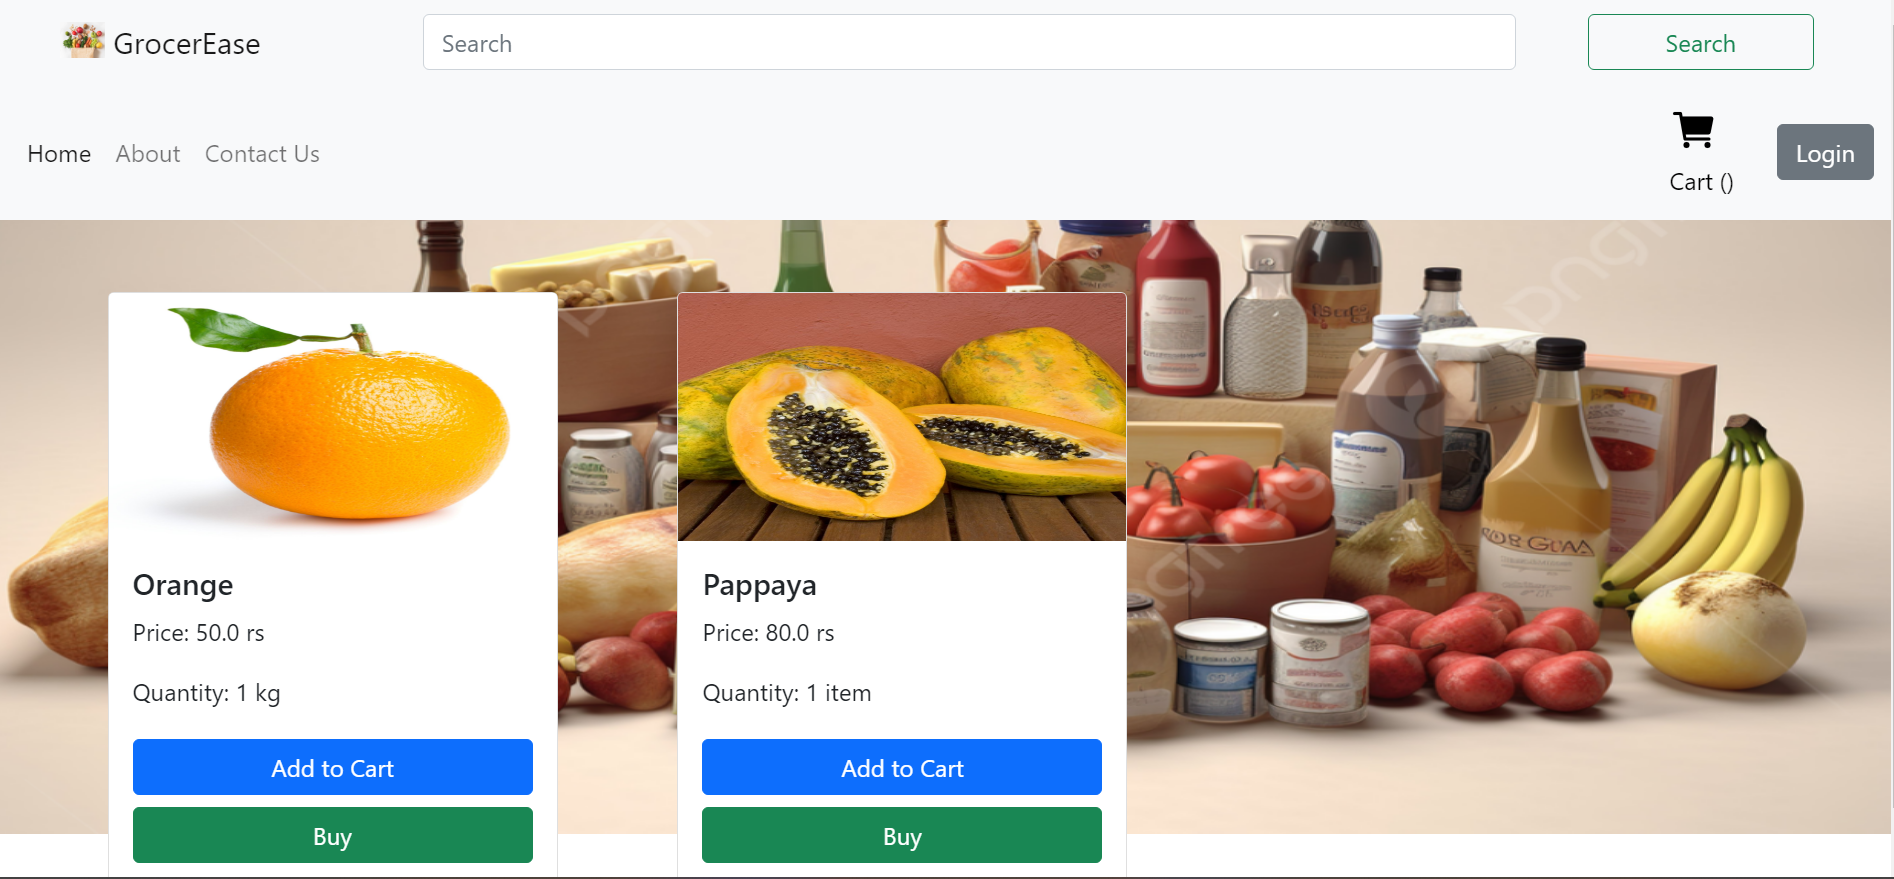 GrocerEase
Search
Search
Home
About
Contact Us
Cart ()
Login
Orange
Price: 50.0 rs
Quantity: 1 kg
Add to Cart
Buy
Pappaya
Price: 80.0 rs
Quantity: 1 item
Add to Cart
Buy